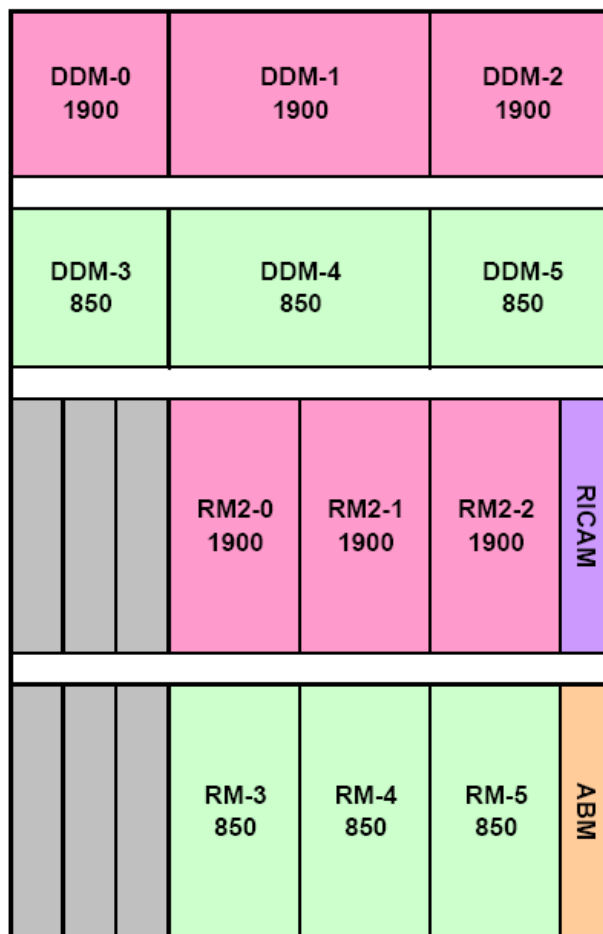 DDM-0
1900
DDM-1
1900
DDM-2
1900
DDM-3
850
DDM-4
850
DDM-5
850
RM2-0
1900
RM2-1
1900
RM2-2
1900
RICAM
RM-3
850
RM-4
850
RM-5
850
ABM